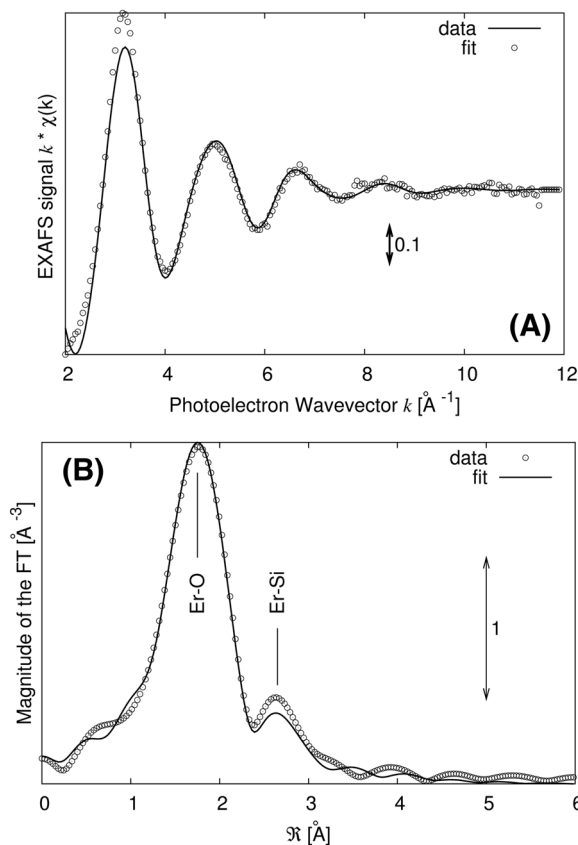 data
fit
EXAFS signal k * χ(k)
0.1
(A)
2 4 6 8 10 12
Photoelectron Wavevector k [Å -1]
(B)
data
fit
Magnitude of the FT [Å -3]
Er-O
Er-Si
1
0 1 2 3 4 5 6
ℜ [Å]